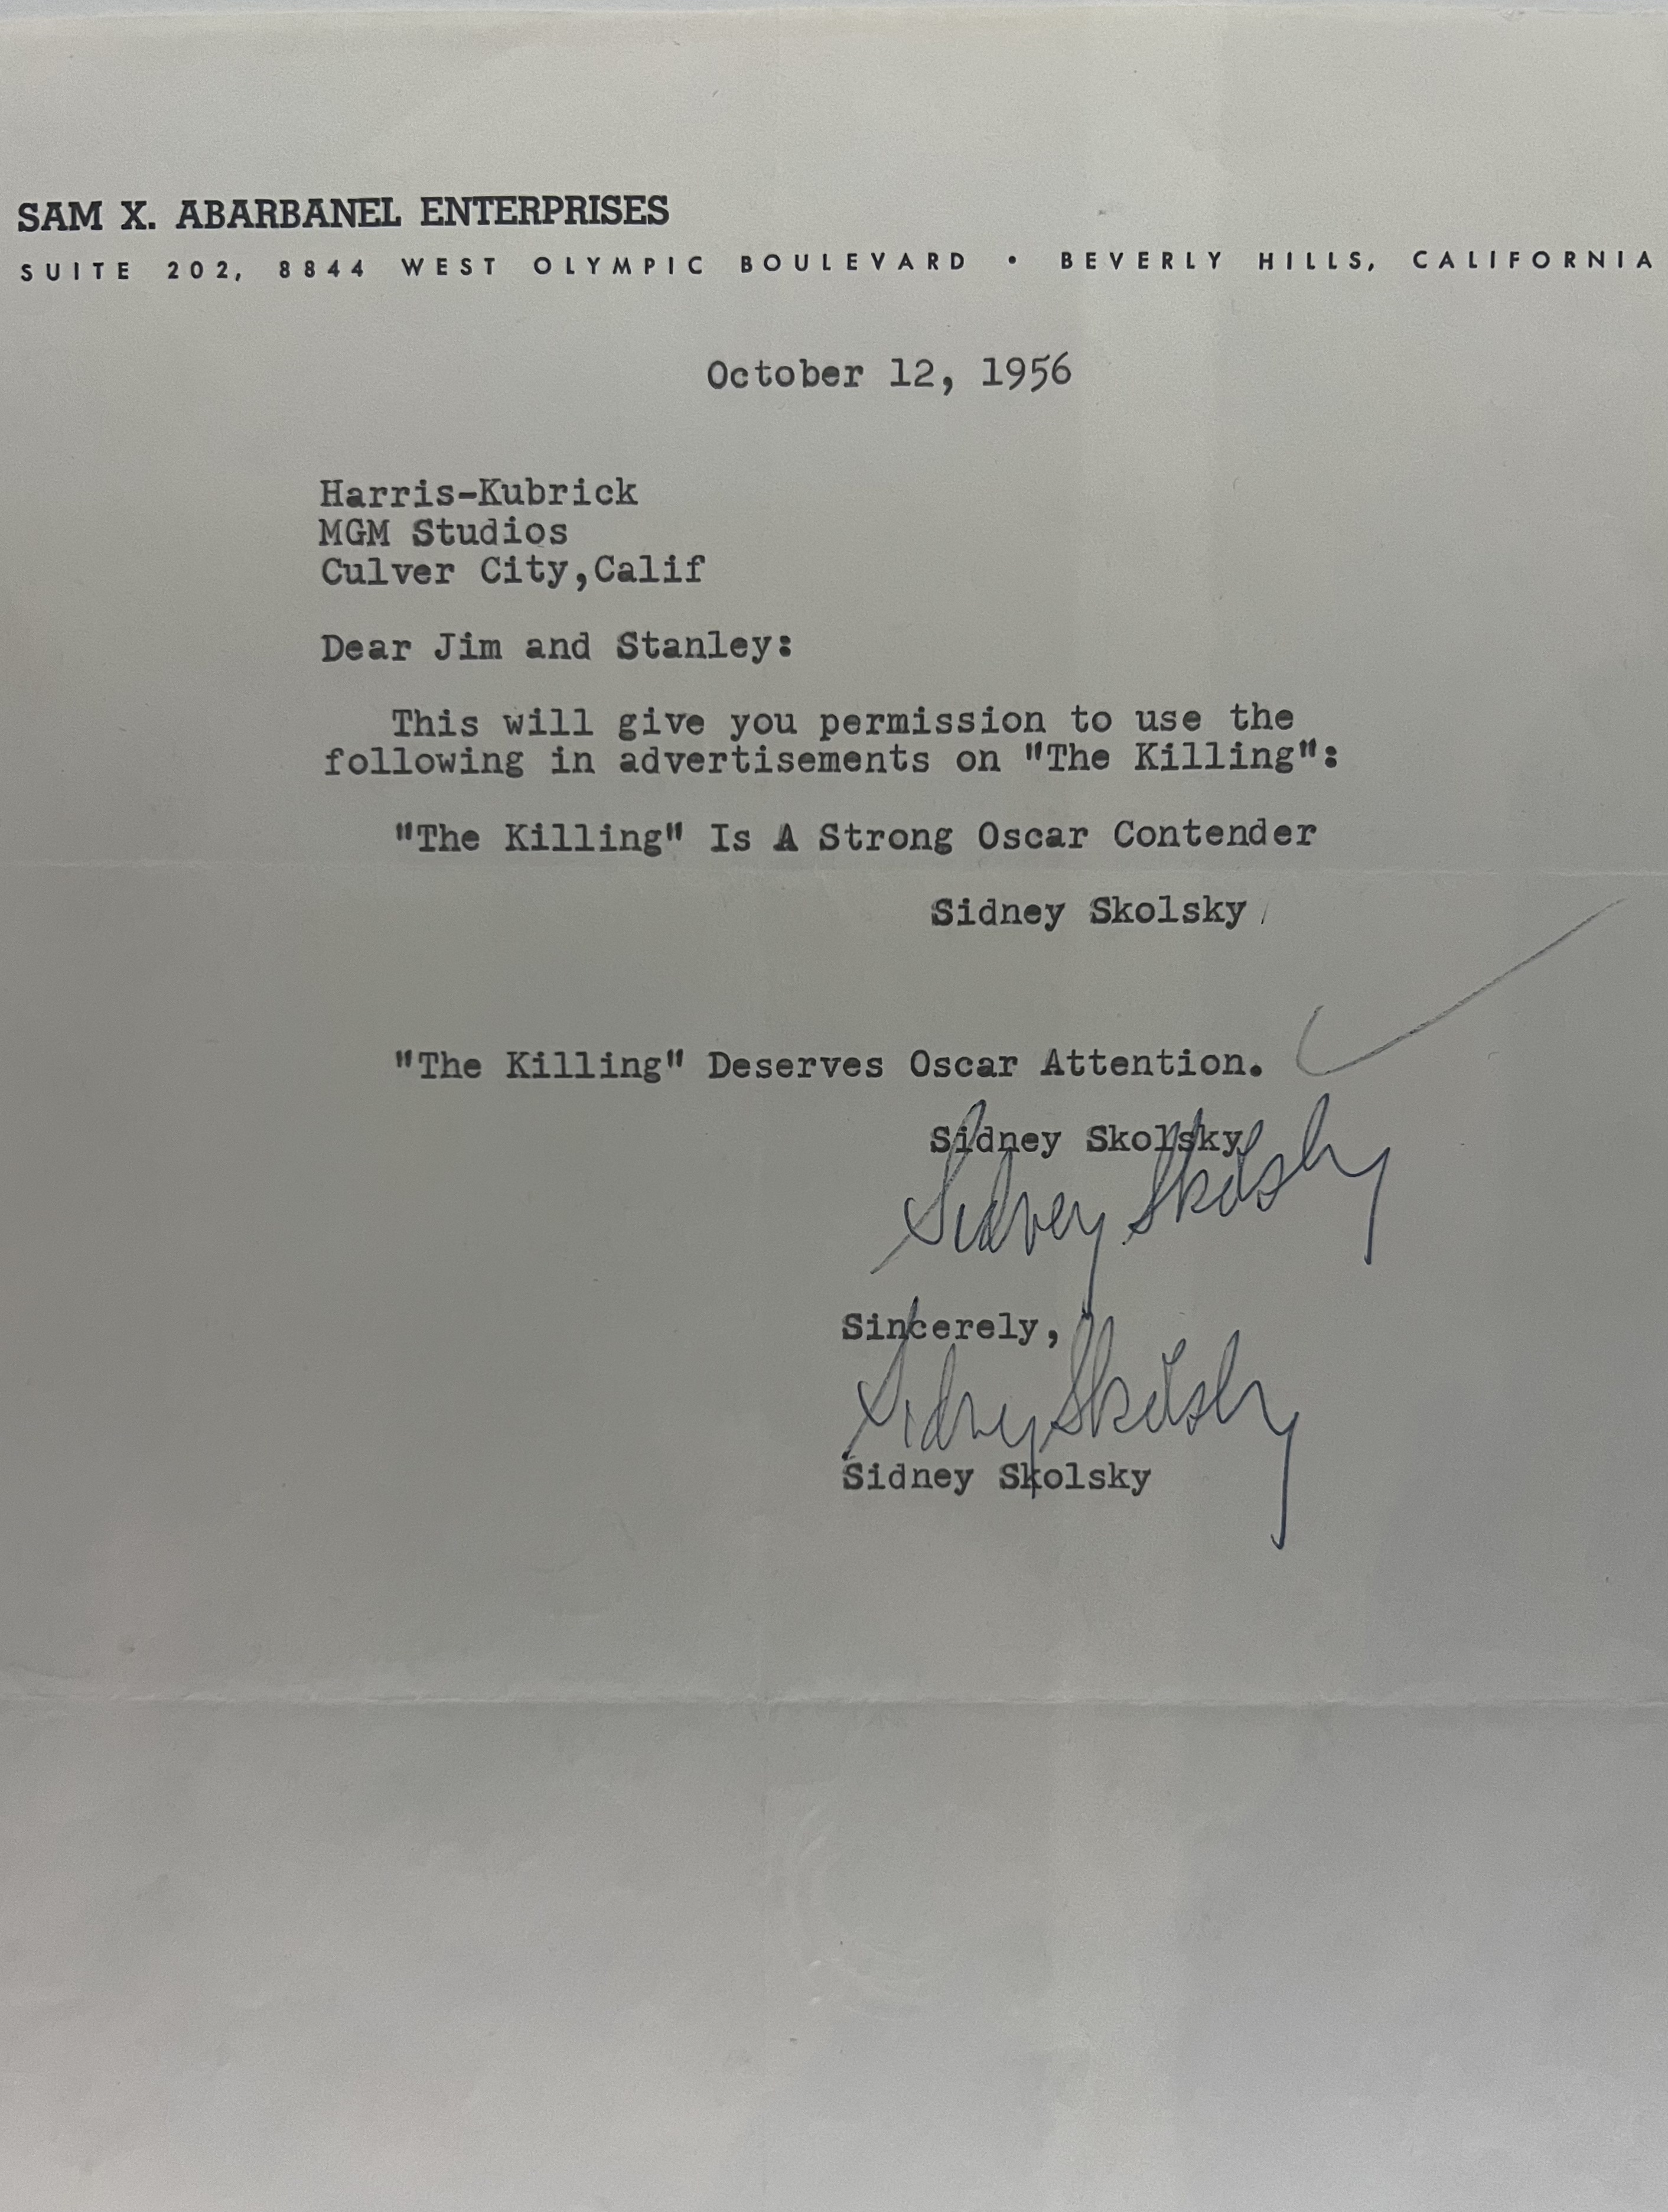 SAM X. ABARBANEL ENTERPRISES
SUITE 202, 8844 WEST OLYMPIC BOULEVARD • BEVERLY HILLS, CALIFORNIA
October 12, 1956
Harris-Kubrick
MGM Studios
Culver City,Calif
Dear Jim and Stanley:
This will give you permission to use the
following in advertisements on "The Killing":
"The Killing" Is A Strong Oscar Contender
Sidney Skolsky
"The Killing" Deserves Oscar Attention.
Sidney Skolsky
Sidney Skolsky
Sincerely,
Sidney Skolsky
Sidney Skolsky